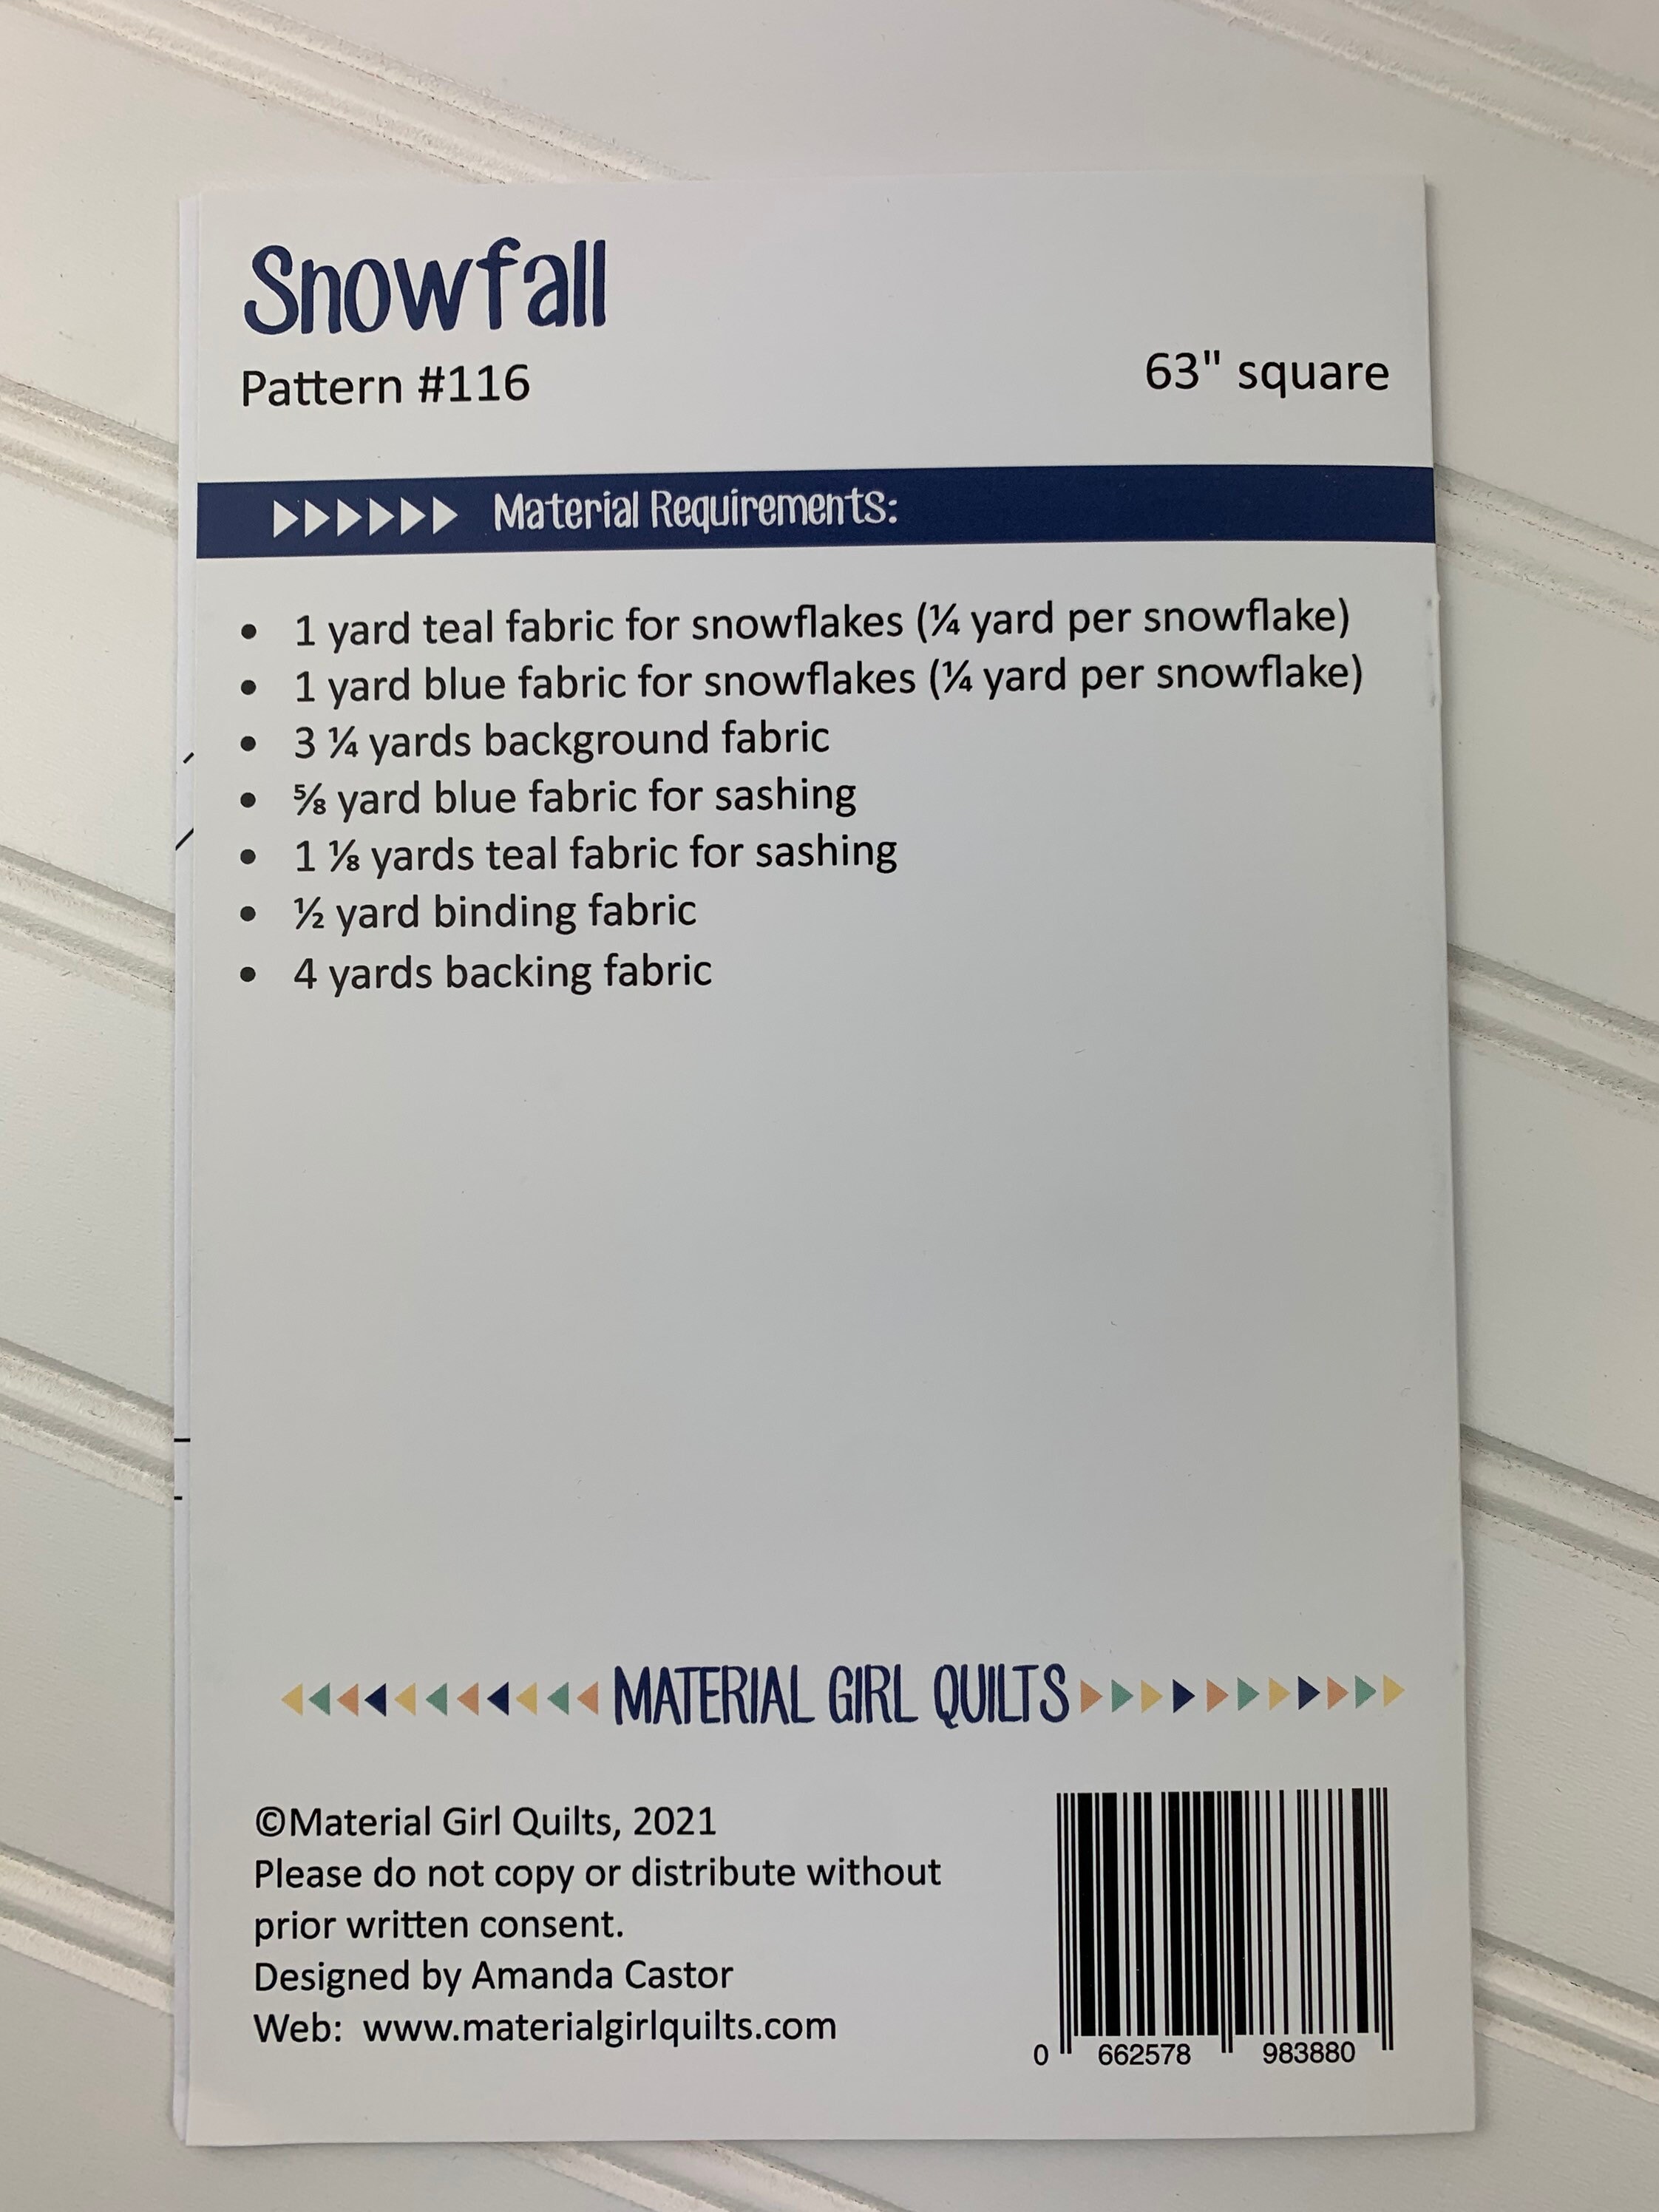 Snowfall
Pattern #116
63" square
Material Requirements:
• 1 yard teal fabric for snowflakes (¼ yard per snowflake)
• 1 yard blue fabric for snowflakes (¼ yard per snowflake)
• 3 ¼ yards background fabric
• ⅝ yard blue fabric for sashing
• 1 ⅛ yards teal fabric for sashing
• ½ yard binding fabric
• 4 yards backing fabric
MATERIAL GIRL QUILTS
©Material Girl Quilts, 2021
Please do not copy or distribute without
prior written consent.
Designed by Amanda Castor
Web: www.materialgirlquilts.com
0 662578 983880